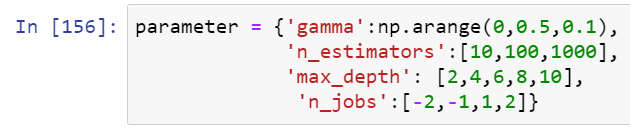 In [156]: parameter = {'gamma':np.arange(0,0.5,0.1),
'n_estimators':[10,100,1000],
'max_depth': [2,4,6,8,10],
'n_jobs':[-2,-1,1,2]}